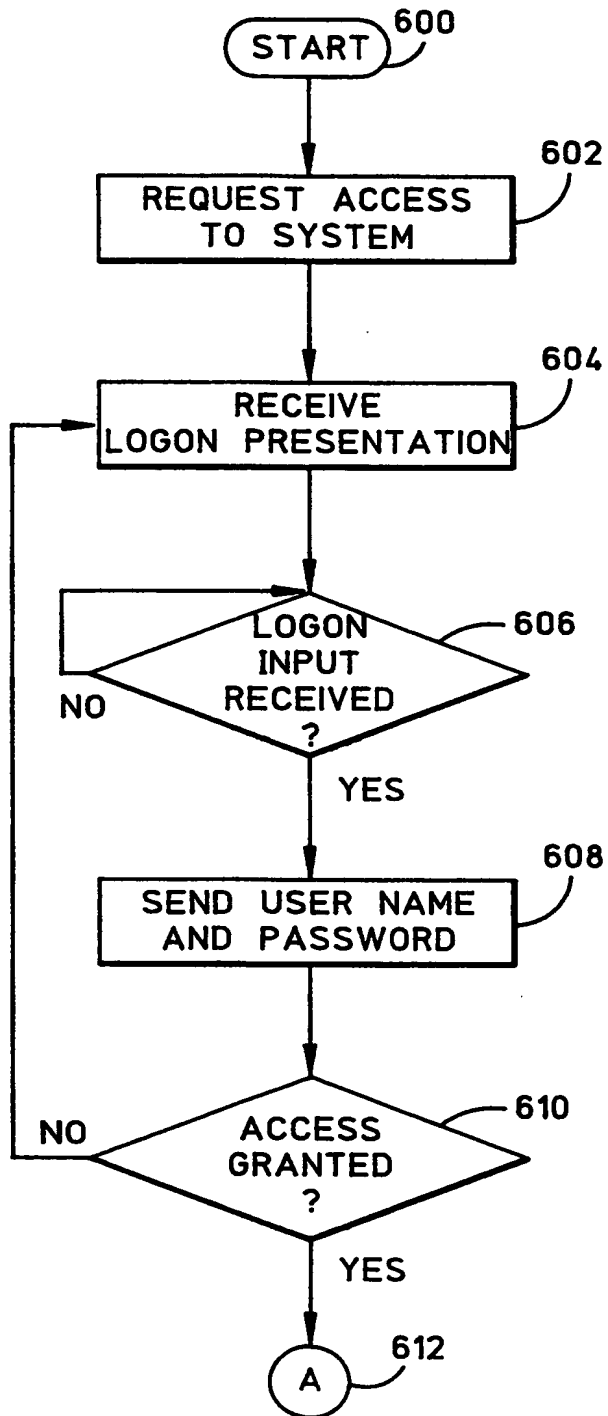 START
600
602
REQUEST ACCESS
TO SYSTEM
604
RECEIVE
LOGON PRESENTATION
606
LOGON
INPUT
RECEIVED
?
NO
YES
608
SEND USER NAME
AND PASSWORD
610
NO
ACCESS
GRANTED
?
YES
A
612